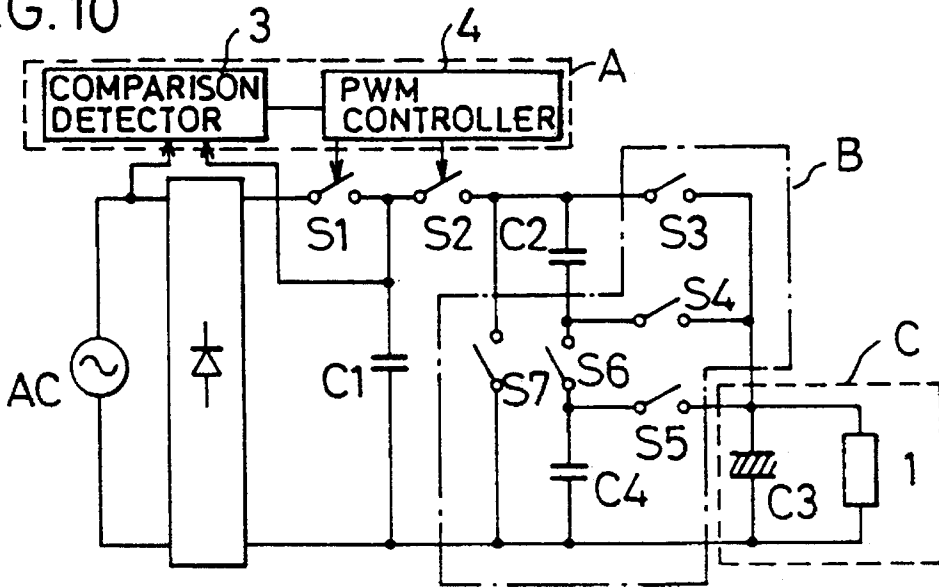 G. 10
3
4
A
COMPARISON
DETECTOR
PWM
CONTROLLER
B
S1
S2
C2
S3
S4
C
AC
C1
S7
S6
S5
C4
C3
1